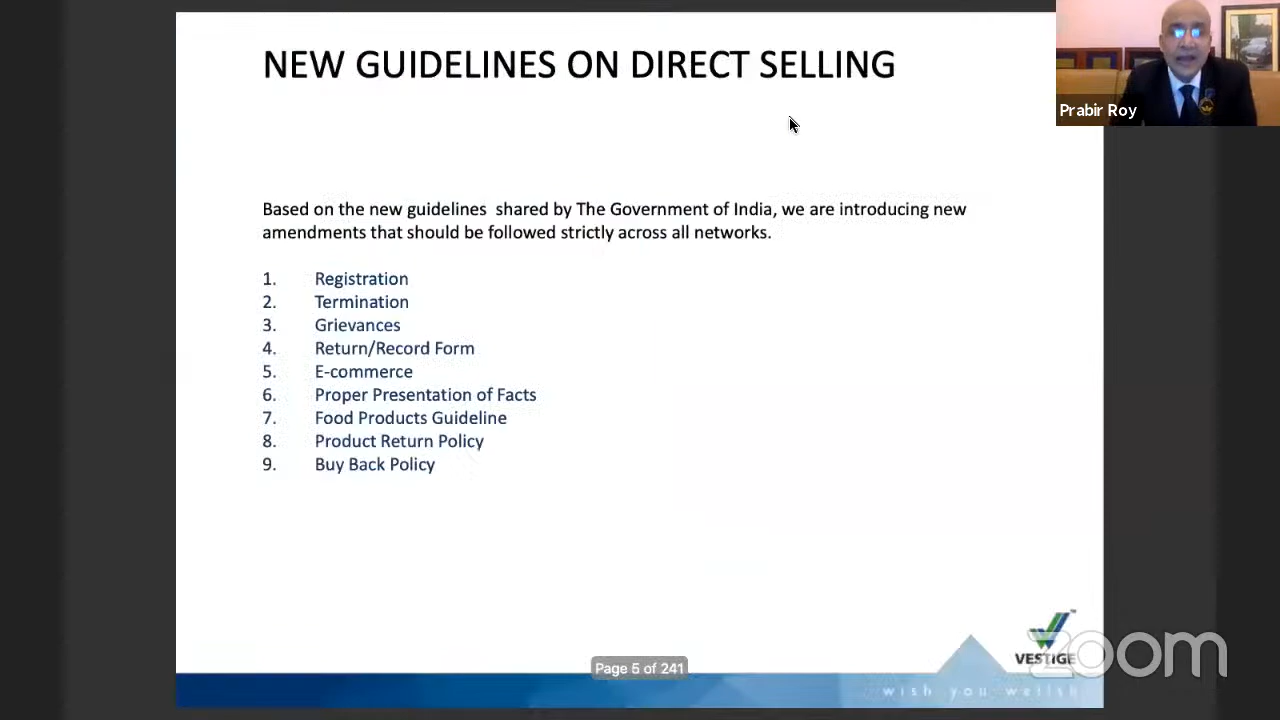 NEW GUIDELINES ON DIRECT SELLING
Prabir Roy
Based on the new guidelines shared by The Government of India, we are introducing new
amendments that should be followed strictly across all networks.
1. Registration
2. Termination
3. Grievances
4. Return/Record Form
5. E-commerce
6. Proper Presentation of Facts
7. Food Products Guideline
8. Product Return Policy
9. Buy Back Policy
VESTIGE
zoom
Page 5 of 241
wish you wellth